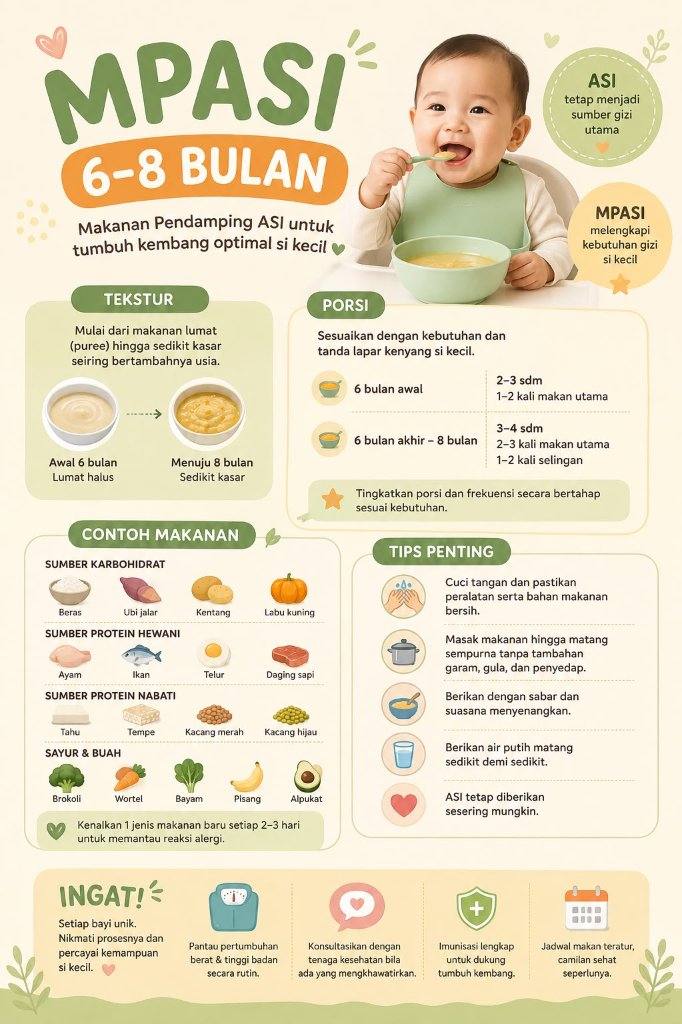 MPASI
6–8 BULAN
Makanan Pendamping ASI untuk
tumbuh kembang optimal si kecil
ASI
tetap menjadi
sumber gizi
utama
MPASI
melengkapi
kebutuhan gizi
si kecil
TEKSTUR
Mulai dari makanan lumat
(puree) hingga sedikit kasar
seiring bertambahnya usia.
Awal 6 bulan
Lumat halus
Menuju 8 bulan
Sedikit kasar
PORSI
Sesuaikan dengan kebutuhan dan
tanda lapar kenyang si kecil.
6 bulan awal
2–3 sdm
1–2 kali makan utama
6 bulan akhir – 8 bulan
3–4 sdm
2–3 kali makan utama
1–2 kali selingan
Tingkatkan porsi dan frekuensi secara bertahap
sesuai kebutuhan.
CONTOH MAKANAN
SUMBER KARBOHIDRAT
Beras
Ubi jalar
Kentang
Labu kuning
SUMBER PROTEIN HEWANI
Ayam
Ikan
Telur
Daging sapi
SUMBER PROTEIN NABATI
Tahu
Tempe
Kacang merah
Kacang hijau
SAYUR & BUAH
Brokoli
Wortel
Bayam
Pisang
Alpukat
Kenalkan 1 jenis makanan baru setiap 2–3 hari
untuk memantau reaksi alergi.
TIPS PENTING
Cuci tangan dan pastikan
peralatan serta bahan makanan
bersih.
Masak makanan hingga matang
sempurna tanpa tambahan
garam, gula, dan penyedap.
Berikan dengan sabar dan
suasana menyenangkan.
Berikan air putih matang
sedikit demi sedikit.
ASI tetap diberikan
sesering mungkin.
INGAT!
Setiap bayi unik.
Nikmati prosesnya dan
percayai kemampuan
si kecil.
Pantau pertumbuhan
berat & tinggi badan
secara rutin.
Konsultasikan dengan
tenaga kesehatan bila
ada yang mengkhawatirkan.
Imunisasi lengkap
untuk dukung
tumbuh kembang.
Jadwal makan teratur,
camilan sehat
seperlunya.